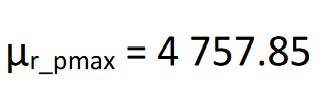 μr_pmax = 4 757.85